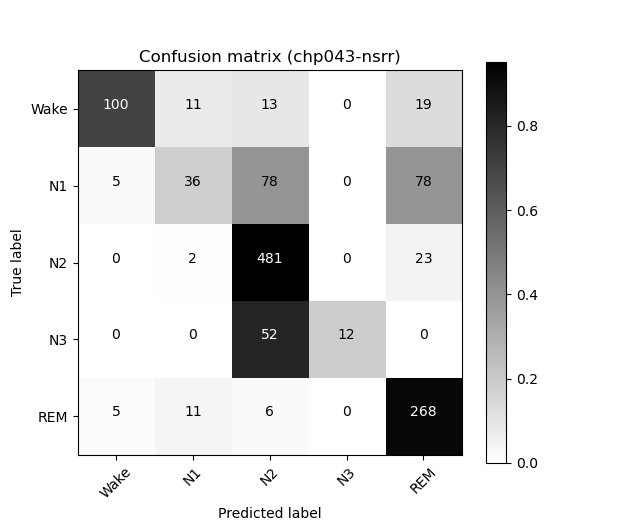 Confusion matrix (chp043-nsrr)
True label
Wake 100 11 13 0 19
N1 5 36 78 0 78
N2 0 2 481 0 23
N3 0 0 52 12 0
REM 5 11 6 0 268
Wake N1 N2 N3 REM
Predicted label
0.8
0.6
0.4
0.2
0.0